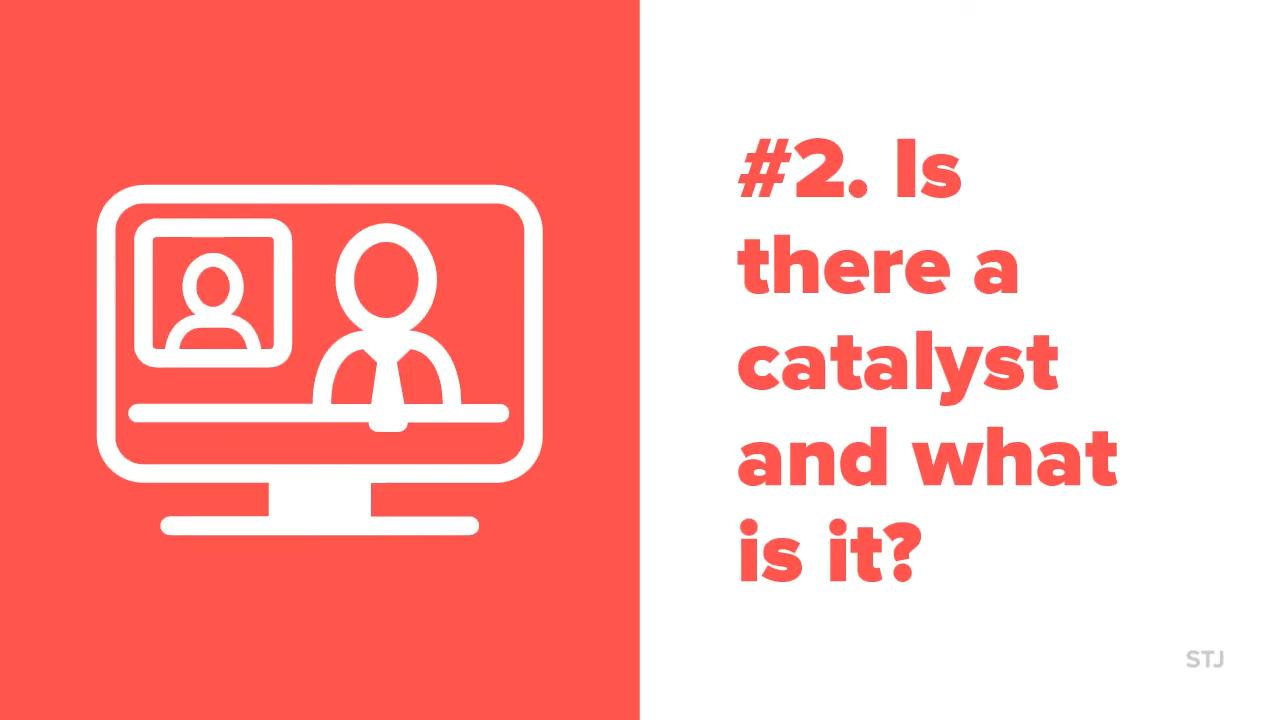 #2. Is
there a
catalyst
and what
is it?
STJ